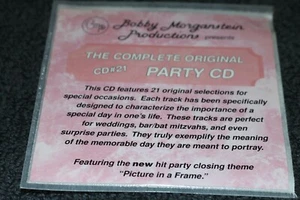 Bobby Morganstein
Productions presents
THE COMPLETE ORIGINAL
CD#21 PARTY CD
This CD features 21 original selections for
special occasions. Each track has been specifically
designed to characterize the importance of a
special day in one's life. These tracks are perfect
for weddings, bar/bat mitzvahs, and even
surprise parties. They truly exemplify the meaning
of the memorable day they are meant to portray.
Featuring the new hit party closing theme
"Picture in a Frame."